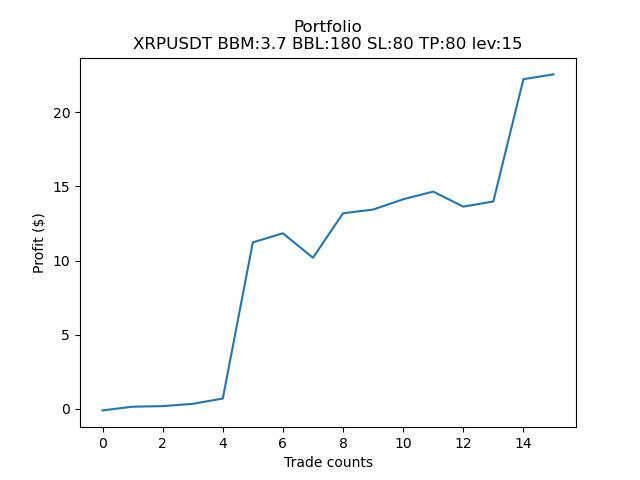 Portfolio
XRPUSDT BBM:3.7 BBL:180 SL:80 TP:80 lev:15
20
15
10
5
0
Profit ($)
0 2 4 6 8 10 12 14
Trade counts